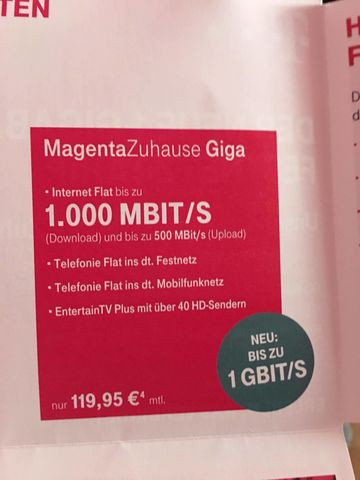 TEN
H
F
D
d
MagentaZuhause Giga
• Internet Flat bis zu
1.000 MBIT/S
(Download) und bis zu 500 MBit/s (Upload)
• Telefonie Flat ins dt. Festnetz
• Telefonie Flat ins dt. Mobilfunknetz
• EntertainTV Plus mit über 40 HD-Sendern
NEU:
BIS ZU
1 GBIT/S
nur 119,95 €⁴ mtl.